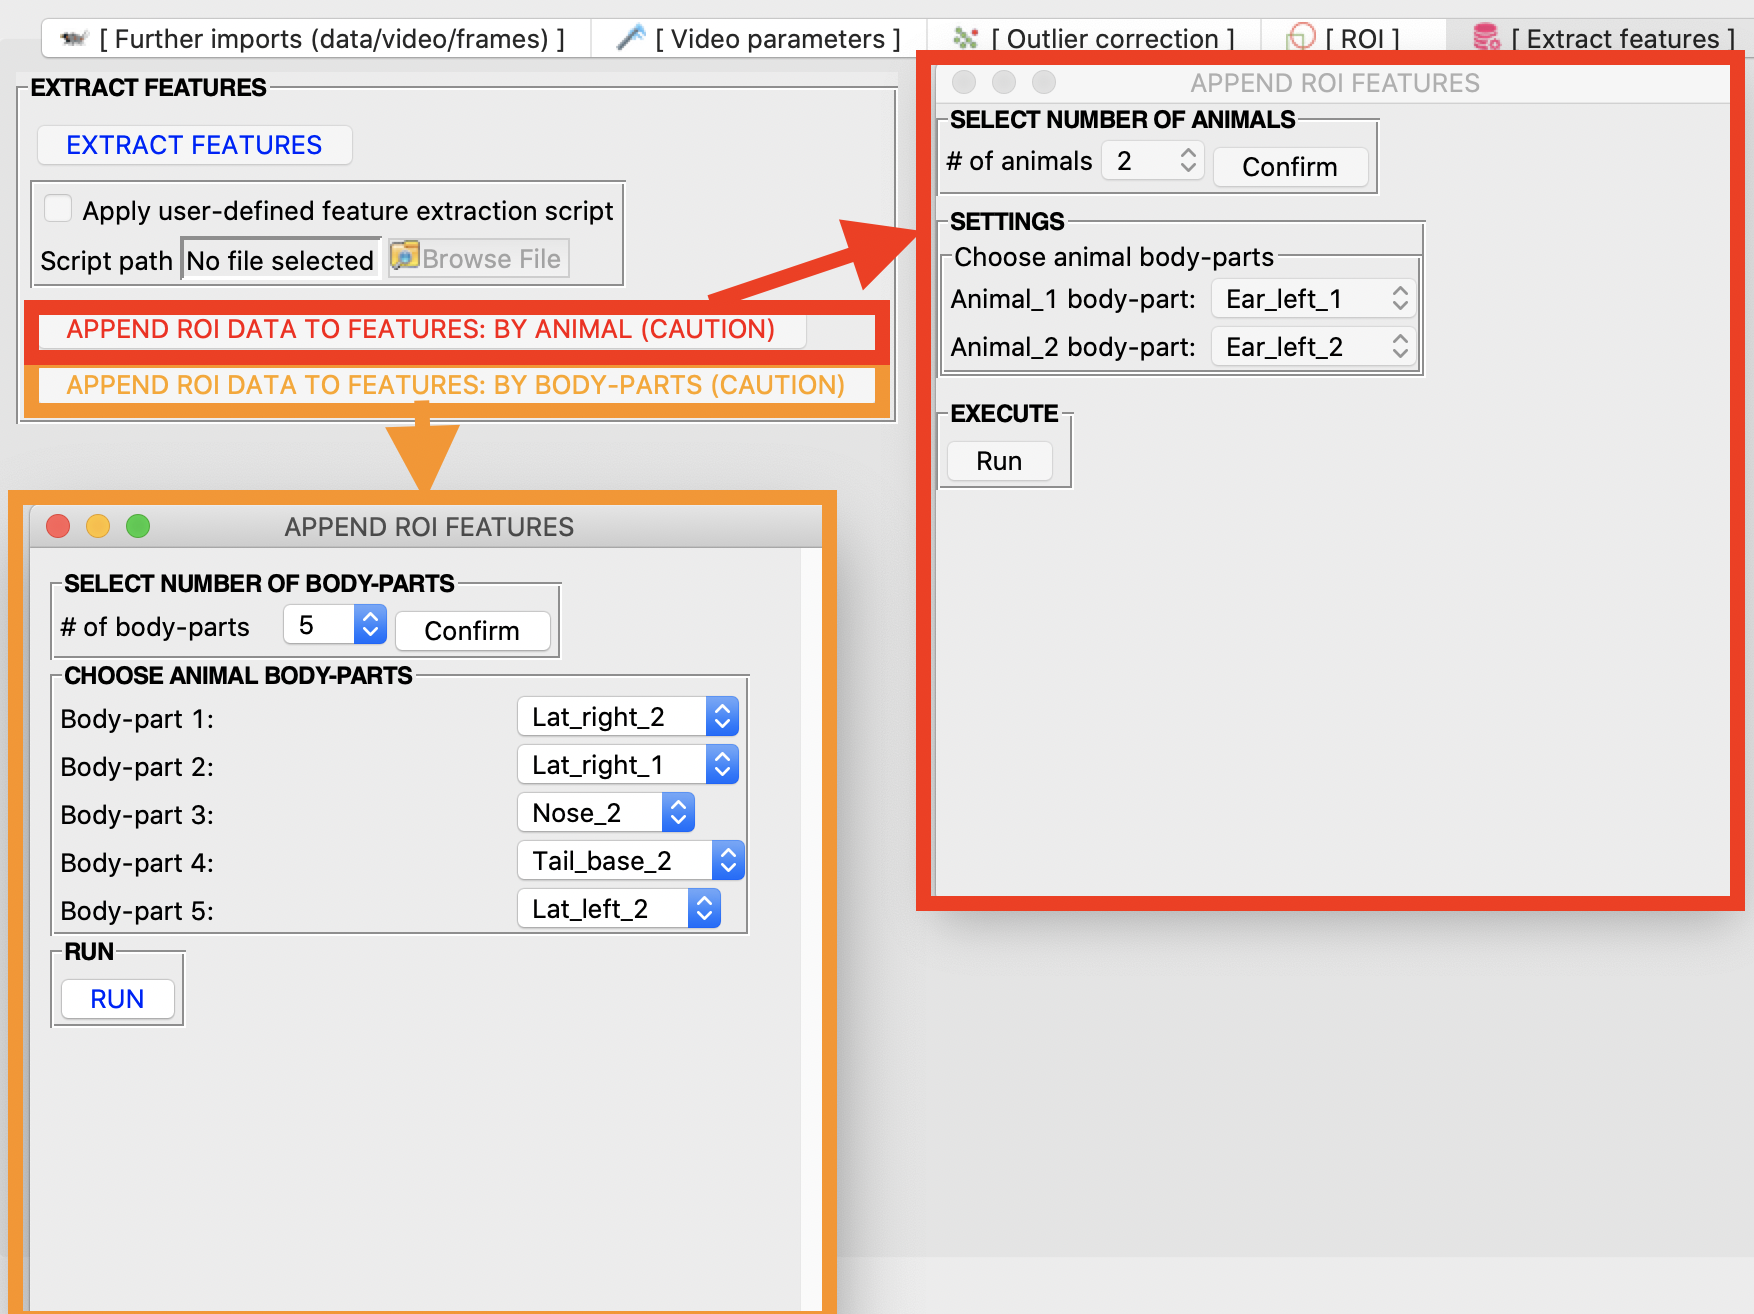 [ Further imports (data/video/frames) ]
[ Video parameters ]
[ Outlier correction ]
[ ROI ]
[ Extract features ]
EXTRACT FEATURES
EXTRACT FEATURES
Apply user-defined feature extraction script
Script path No file selected Browse File
APPEND ROI DATA TO FEATURES: BY ANIMAL (CAUTION)
APPEND ROI DATA TO FEATURES: BY BODY-PARTS (CAUTION)
APPEND ROI FEATURES
SELECT NUMBER OF ANIMALS
# of animals 2 Confirm
SETTINGS
Choose animal body-parts
Animal_1 body-part: Ear_left_1
Animal_2 body-part: Ear_left_2
EXECUTE
Run
APPEND ROI FEATURES
SELECT NUMBER OF BODY-PARTS
# of body-parts 5 Confirm
CHOOSE ANIMAL BODY-PARTS
Body-part 1: Lat_right_2
Body-part 2: Lat_right_1
Body-part 3: Nose_2
Body-part 4: Tail_base_2
Body-part 5: Lat_left_2
RUN
RUN